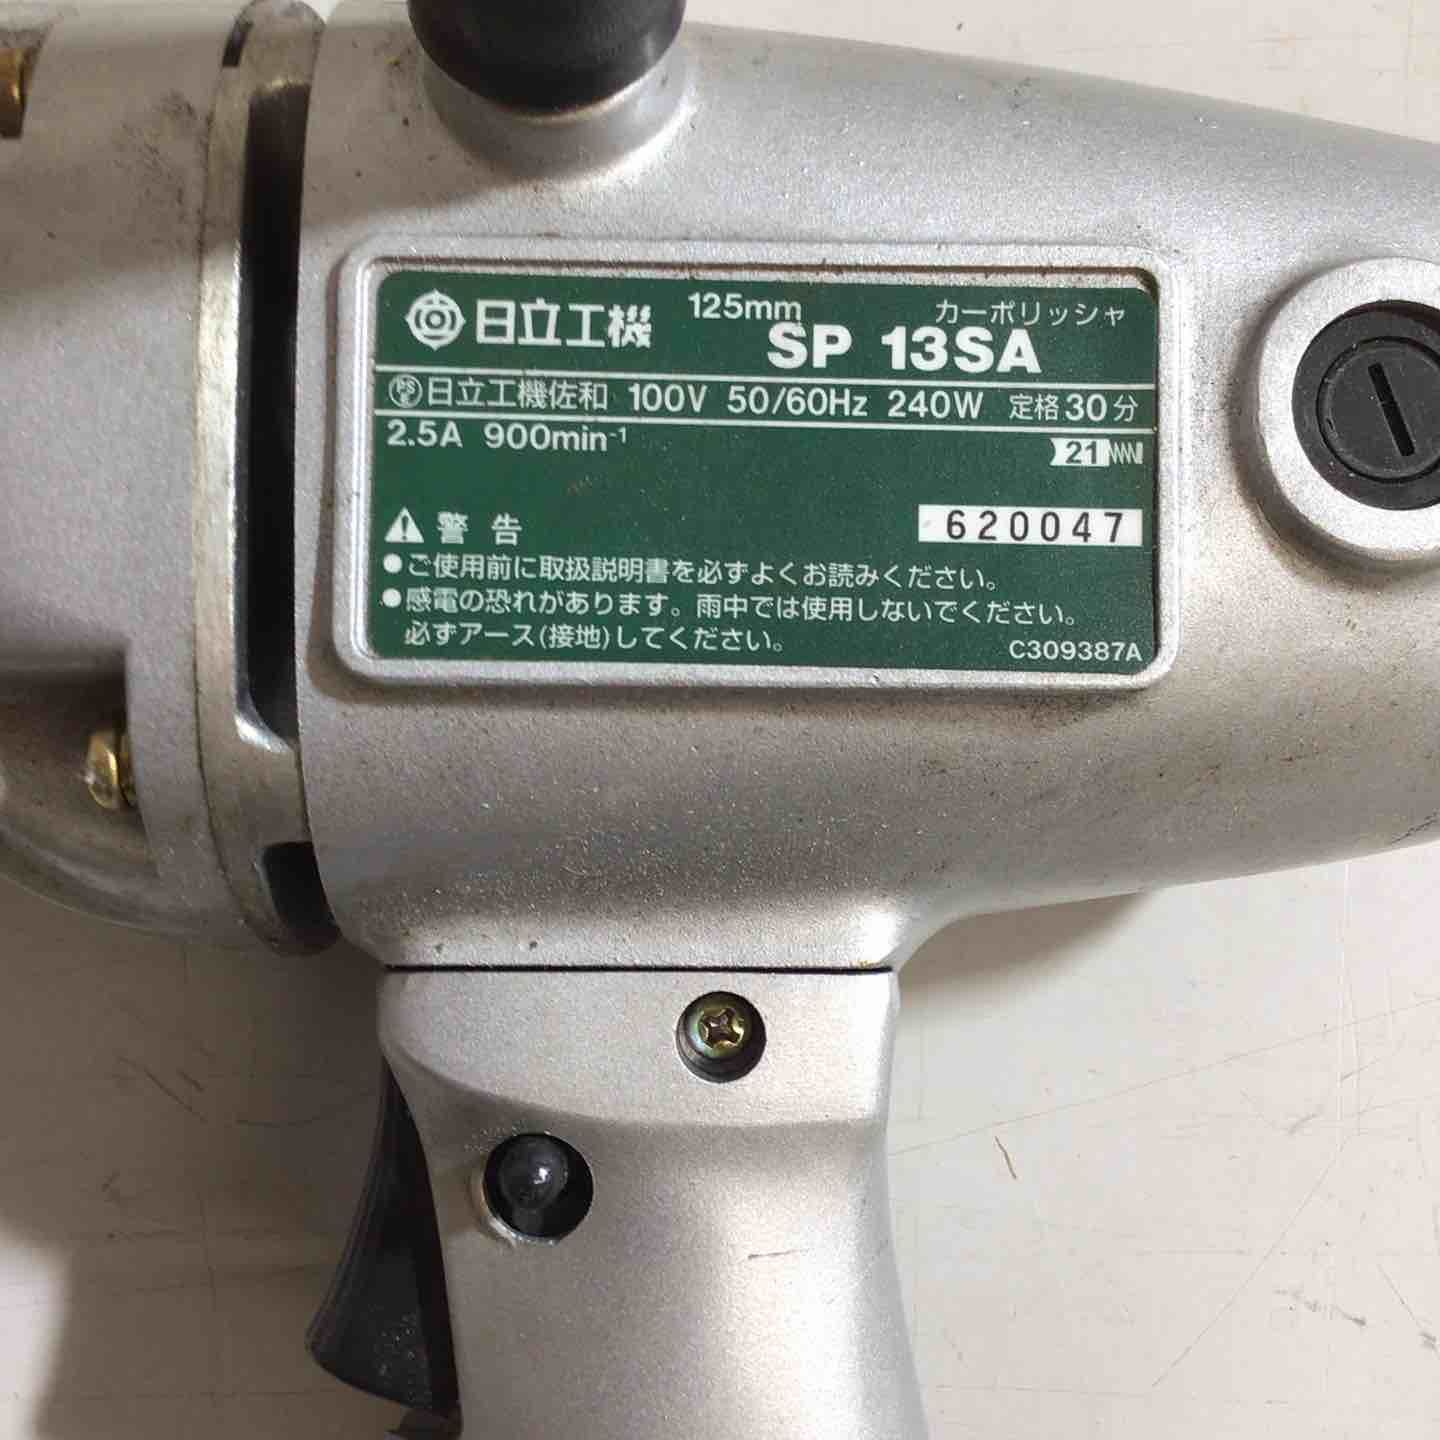 日立工機 125mm カーポリッシャ
SP 13SA
PS E 日立工機佐和 100V 50/60Hz 240W 定格30分
2.5A 900min⁻¹
21
620047
警告
●ご使用前に取扱説明書を必ずよくお読みください。
●感電の恐れがあります。雨中では使用しないでください。
必ずアース(接地)してください。
C309387A